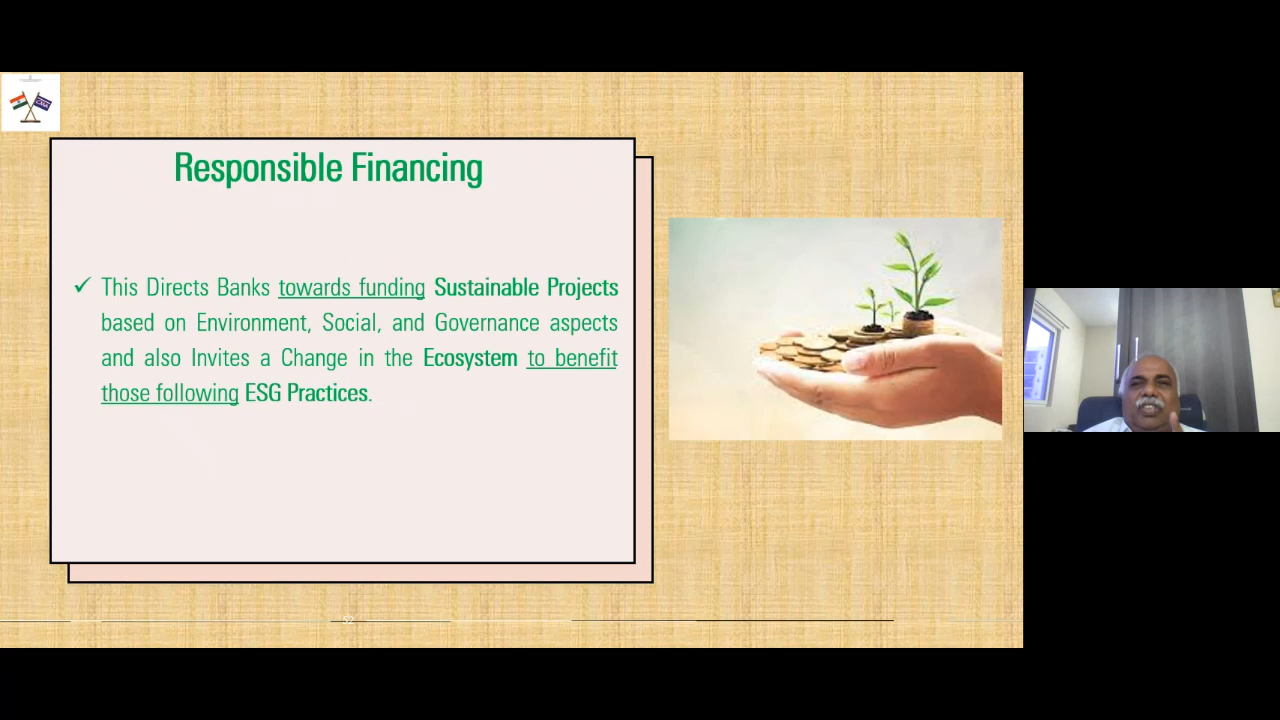 Responsible Financing
✓ This Directs Banks towards funding Sustainable Projects
based on Environment, Social, and Governance aspects
and also Invites a Change in the Ecosystem to benefit
those following ESG Practices.